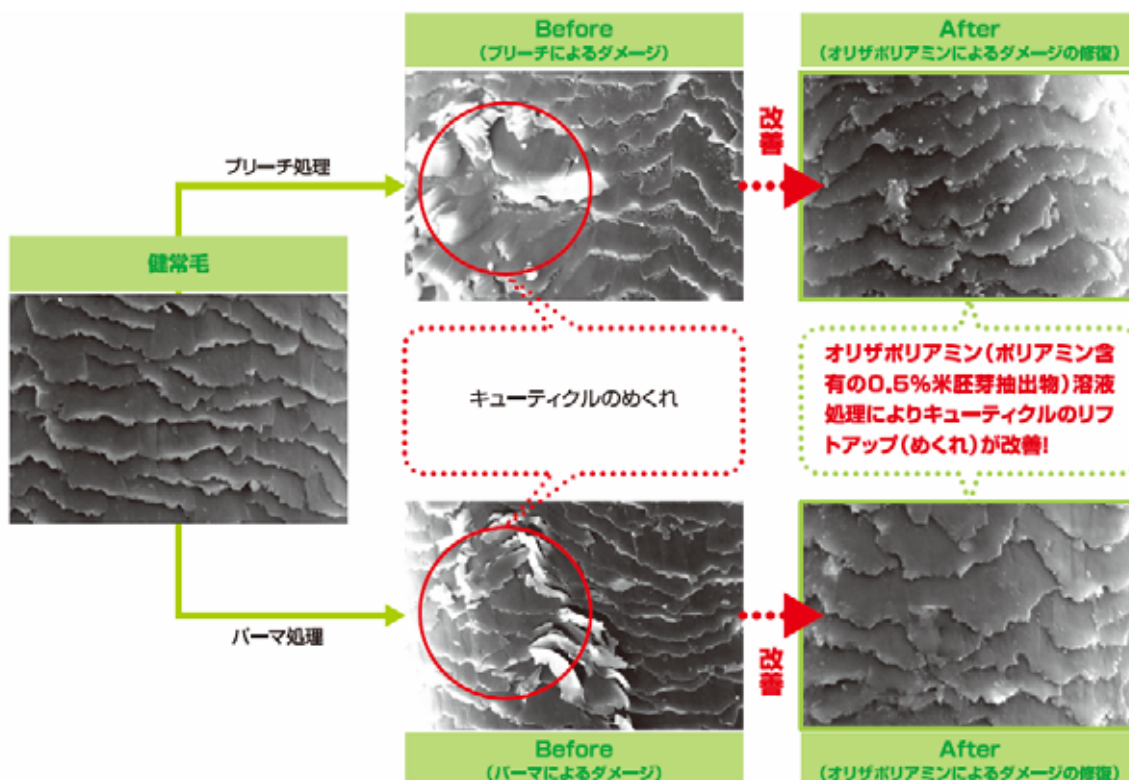 Before
(ブリーチによるダメージ)
After
(オリザポリアミンによるダメージの修復)
改善
ブリーチ処理
健常毛
キューティクルのめくれ
オリザポリアミン(ポリアミン含
有の0.5%米胚芽抽出物)溶液
処理によりキューティクルのリフ
トアップ(めくれ)が改善!
パーマ処理
改善
Before
(パーマによるダメージ)
After
(オリザポリアミンによるダメージの修復)